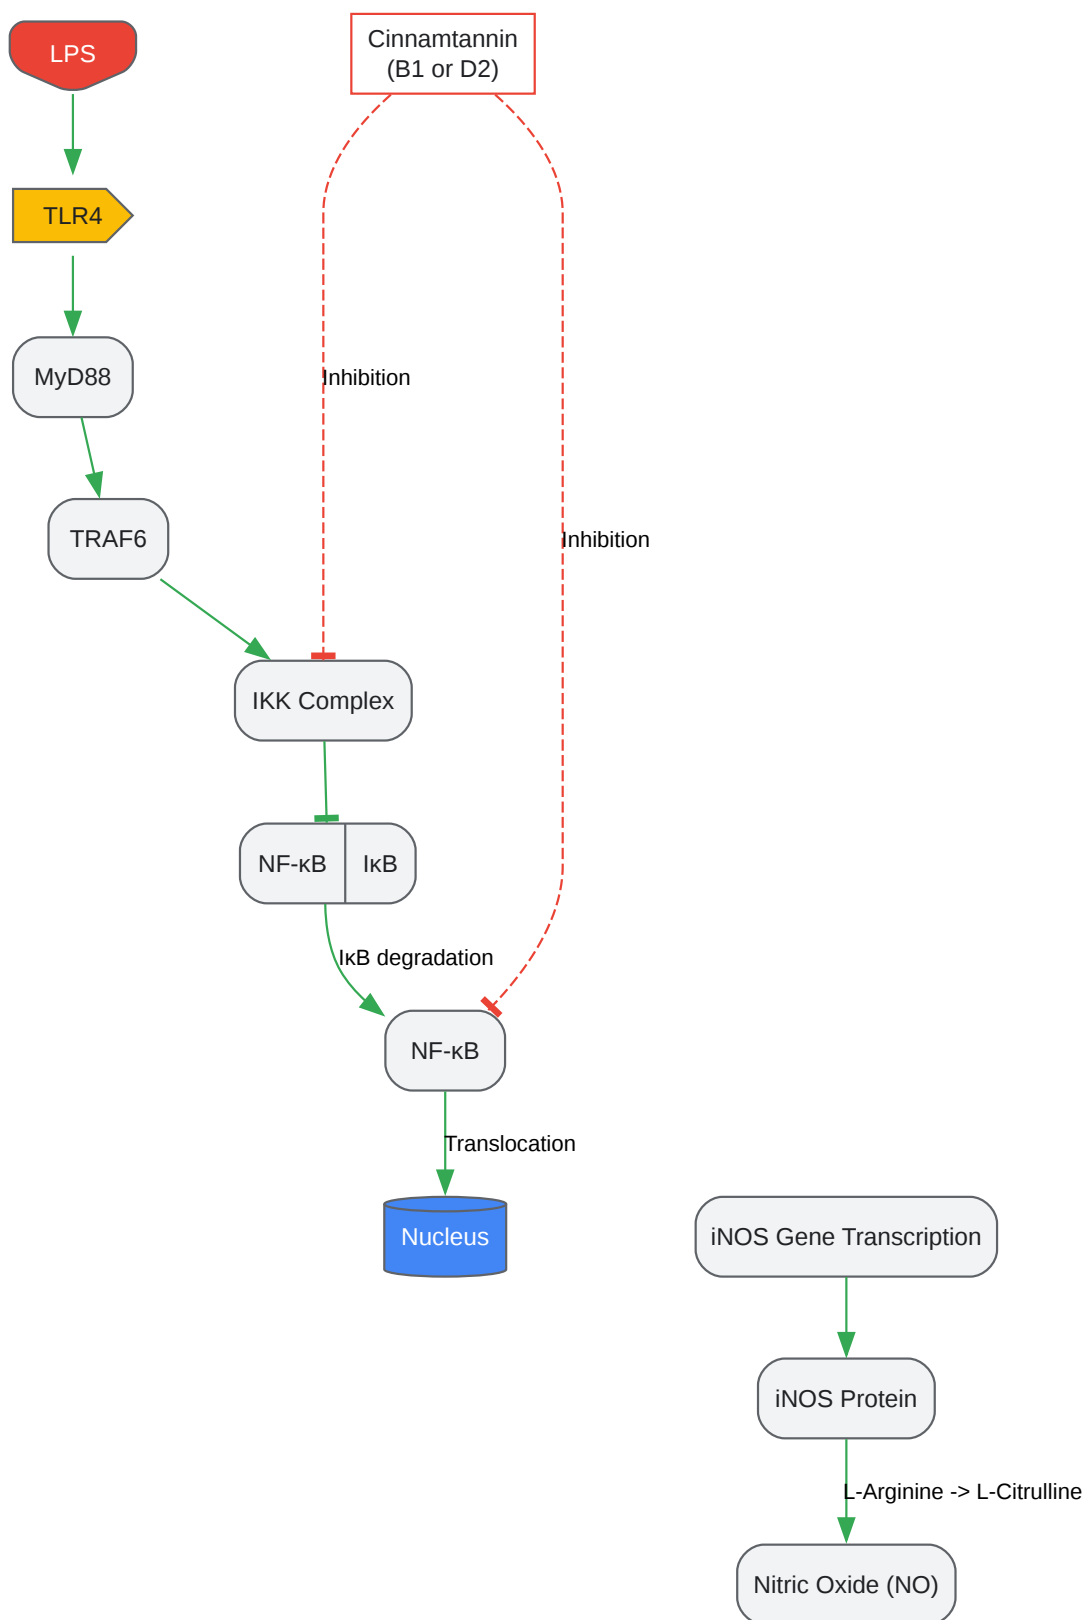 LPS
Cinnamtannin
(B1 or D2)
TLR4
MyD88
Inhibition
TRAF6
Inhibition
IKK Complex
NF-κB
IκB
IκB degradation
NF-κB
Translocation
Nucleus
iNOS Gene Transcription
iNOS Protein
L-Arginine -> L-Citrulline
Nitric Oxide (NO)